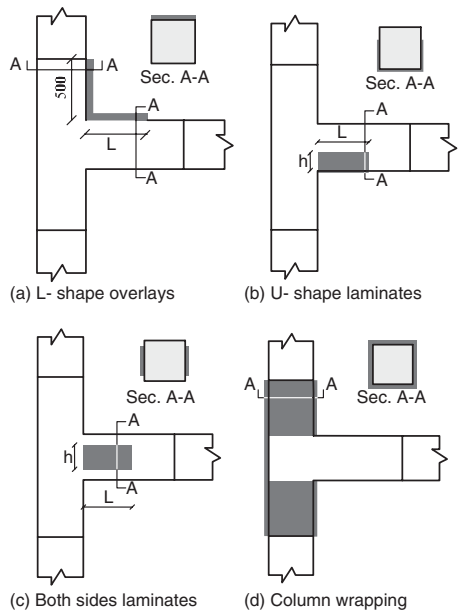 A
A
500
Sec. A-A
A
L
A
(a) L- shape overlays
Sec. A-A
A
L
h
A
(b) U- shape laminates
Sec. A-A
A
h
L
A
(c) Both sides laminates
A
A
Sec. A-A
(d) Column wrapping